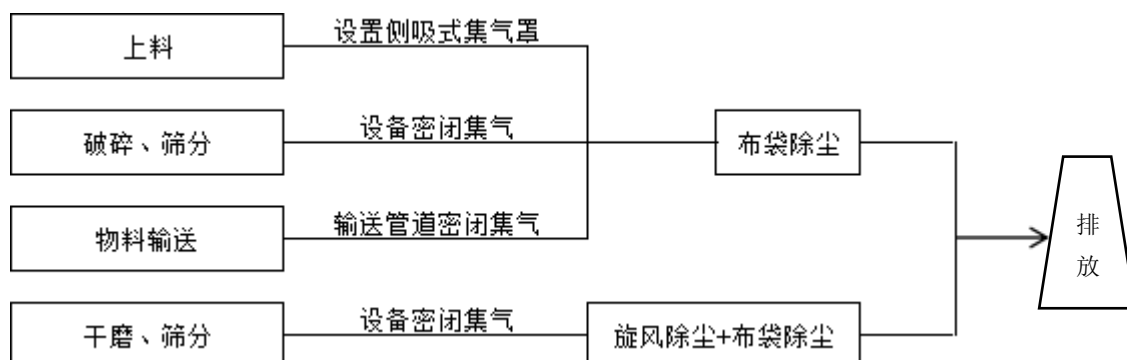 上料
设置侧吸式集气罩
破碎、筛分
设备密闭集气
布袋除尘
物料输送
输送管道密闭集气
排
放
干磨、筛分
设备密闭集气
旋风除尘+布袋除尘